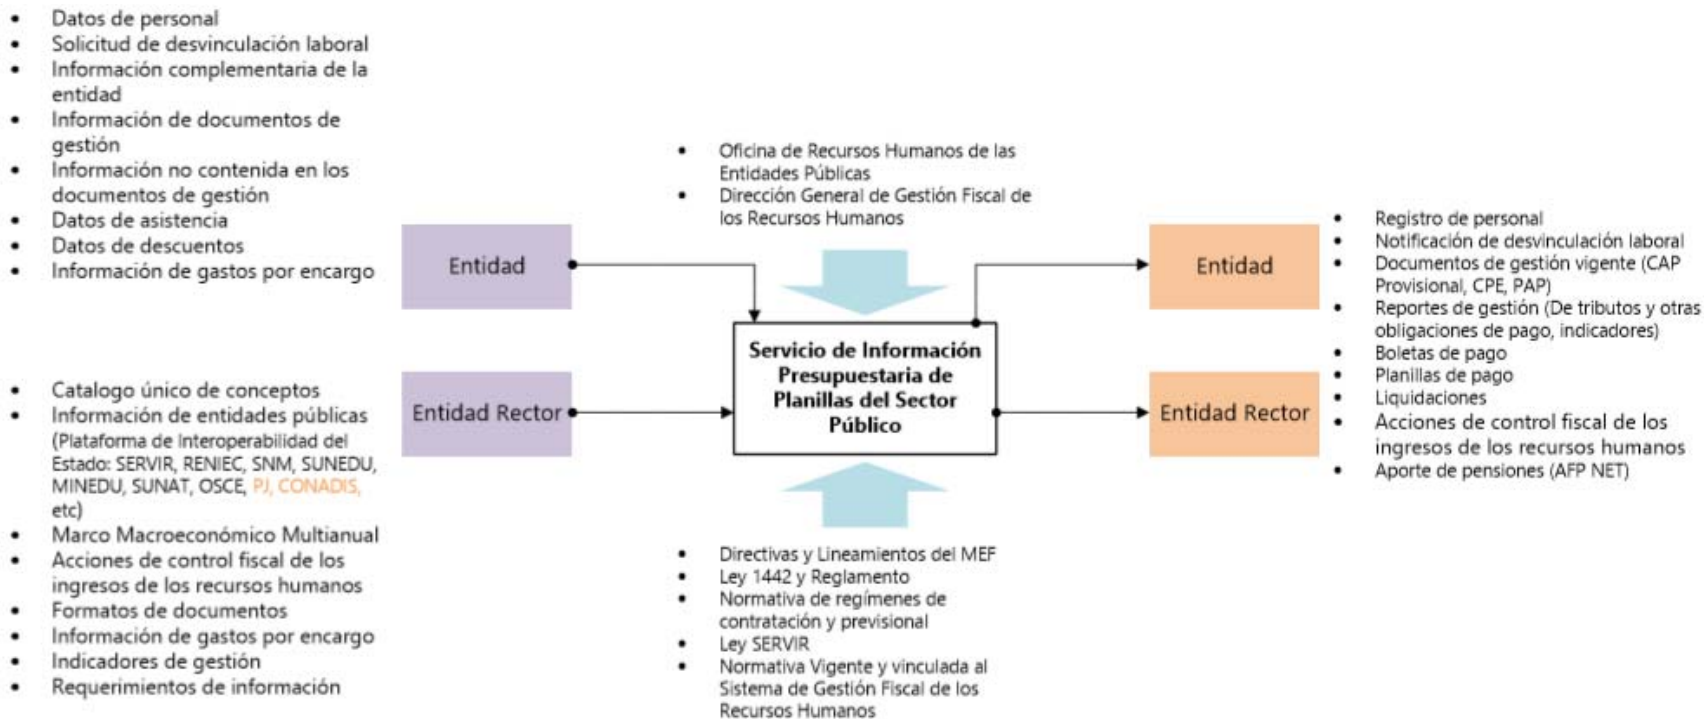 • Datos de personal
• Solicitud de desvinculación laboral
• Información complementaria de la
entidad
• Información de documentos de
gestión
• Información no contenida en los
documentos de gestión
• Datos de asistencia
• Datos de descuentos
• Información de gastos por encargo
• Catalogo único de conceptos
• Información de entidades públicas
(Plataforma de Interoperabilidad del
Estado: SERVIR, RENIEC, SNM, SUNEDU,
MINEDU, SUNAT, OSCE, PJ, CONADIS,
etc)
• Marco Macroeconómico Multianual
• Acciones de control fiscal de los
ingresos de los recursos humanos
• Formatos de documentos
• Información de gastos por encargo
• Indicadores de gestión
• Requerimientos de información
Entidad
Entidad Rector
• Oficina de Recursos Humanos de las
Entidades Públicas
• Dirección General de Gestión Fiscal de
los Recursos Humanos
Servicio de Información
Presupuestaria de
Planillas del Sector
Público
• Directivas y Lineamientos del MEF
• Ley 1442 y Reglamento
• Normativa de regímenes de
contratación y previsional
• Ley SERVIR
• Normativa Vigente y vinculada al
Sistema de Gestión Fiscal de los
Recursos Humanos
Entidad
Entidad Rector
• Registro de personal
• Notificación de desvinculación laboral
• Documentos de gestión vigente (CAP
Provisional, CPE, PAP)
• Reportes de gestión (De tributos y otras
obligaciones de pago, indicadores)
• Boletas de pago
• Planillas de pago
• Liquidaciones
• Acciones de control fiscal de los
ingresos de los recursos humanos
• Aporte de pensiones (AFP NET)